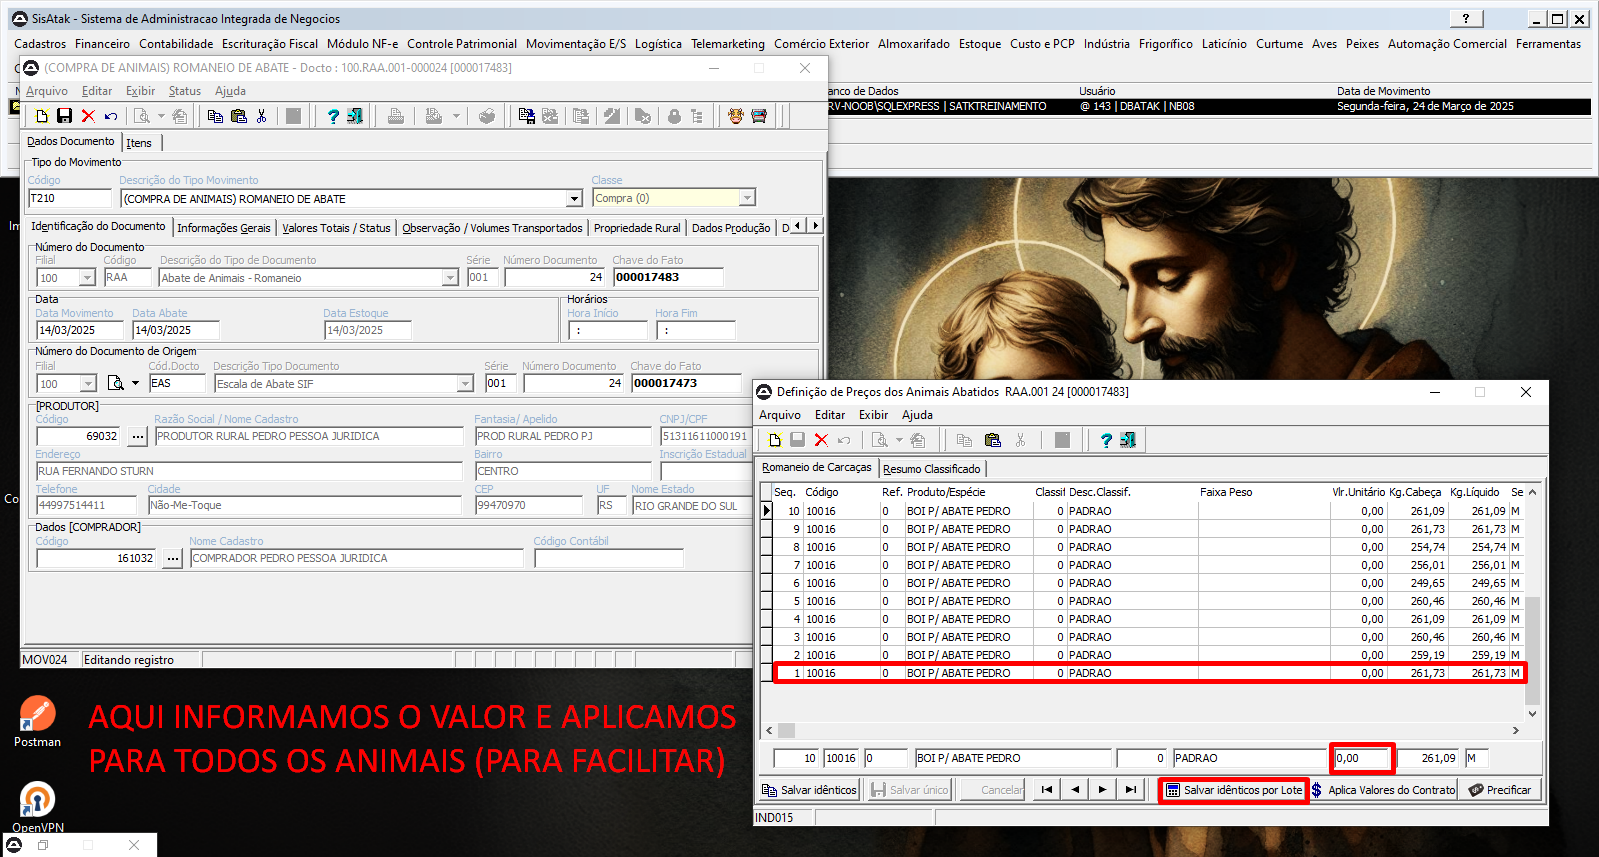 SisAtak - Sistema de Administracao Integrada de Negocios
?
Cadastros Financeiro Contabilidade Escrituração Fiscal Módulo NF-e Controle Patrimonial Movimentação E/S Logística Telemarketing Comércio Exterior Almoxarifado Estoque Custo e PCP Indústria Frigorífico Laticínio Curtume Aves Peixes Automação Comercial Ferramentas
anco de Dados Usuário Data de Movimento
RV-NOOB\SQLEXPRESS | SATKTREINAMENTO @ 143 | DBATAK | NB08 Segunda-feira, 24 de Março de 2025
(COMPRA DE ANIMAIS) ROMANEIO DE ABATE - Docto : 100.RAA.001-000024 [000017483]
Arquivo Editar Exibir Status Ajuda
Dados Documento Itens
Tipo do Movimento
Código Descrição do Tipo Movimento Classe
T210 (COMPRA DE ANIMAIS) ROMANEIO DE ABATE Compra (0)
Identificação do Documento Informações Gerais Valores Totais / Status Observação / Volumes Transportados Propriedade Rural Dados Produção D
Número do Documento
Filial Código Descrição do Tipo de Documento Série Número Documento Chave do Fato
100 RAA Abate de Animais - Romaneio 001 24 000017483
Data Horários
Data Movimento Data Abate Data Estoque Hora Início Hora Fim
14/03/2025 14/03/2025 14/03/2025 : :
Número do Documento de Origem
Filial Cód.Docto Descrição Tipo Documento Série Número Documento Chave do Fato
100 EAS Escala de Abate SIF 001 24 000017473
[PRODUTOR]
Código Razão Social / Nome Cadastro Fantasia/ Apelido CNPJ/CPF
69032 ... PRODUTOR RURAL PEDRO PESSOA JURIDICA PROD RURAL PEDRO PJ 51311611000191
Endereço Bairro Inscrição Estadual
RUA FERNANDO STURN CENTRO
Telefone Cidade CEP UF Nome Estado
44997514411 Não-Me-Toque 99470970 RS RIO GRANDE DO SUL
Dados [COMPRADOR]
Código Nome Cadastro Código Contábil
161032 ... COMPRADOR PEDRO PESSOA JURIDICA
MOV024 Editando registro
Definição de Preços dos Animais Abatidos RAA.001 24 [000017483]
Arquivo Editar Exibir Ajuda
Romaneio de Carcaças Resumo Classificado
Seq. Código Ref. Produto/Espécie Classif Desc.Classif. Faixa Peso Vlr.Unitário Kg.Cabeça Kg.Líquido Se
10 10016 0 BOI P/ ABATE PEDRO 0 PADRAO 0,00 261,09 261,09 M
9 10016 0 BOI P/ ABATE PEDRO 0 PADRAO 0,00 261,73 261,73 M
8 10016 0 BOI P/ ABATE PEDRO 0 PADRAO 0,00 254,74 254,74 M
7 10016 0 BOI P/ ABATE PEDRO 0 PADRAO 0,00 256,01 256,01 M
6 10016 0 BOI P/ ABATE PEDRO 0 PADRAO 0,00 249,65 249,65 M
5 10016 0 BOI P/ ABATE PEDRO 0 PADRAO 0,00 260,46 260,46 M
4 10016 0 BOI P/ ABATE PEDRO 0 PADRAO 0,00 261,09 261,09 M
3 10016 0 BOI P/ ABATE PEDRO 0 PADRAO 0,00 260,46 260,46 M
2 10016 0 BOI P/ ABATE PEDRO 0 PADRAO 0,00 259,19 259,19 M
1 10016 0 BOI P/ ABATE PEDRO 0 PADRAO 0,00 261,73 261,73 M
10 10016 0 BOI P/ ABATE PEDRO 0 PADRAO 0,00 261,09 M
Salvar idênticos Salvar único Cancelar Salvar idênticos por Lote Aplica Valores do Contrato Precificar
IND015
AQUI INFORMAMOS O VALOR E APLICAMOS
PARA TODOS OS ANIMAIS (PARA FACILITAR)
Im
Co
Postman
OpenVPN